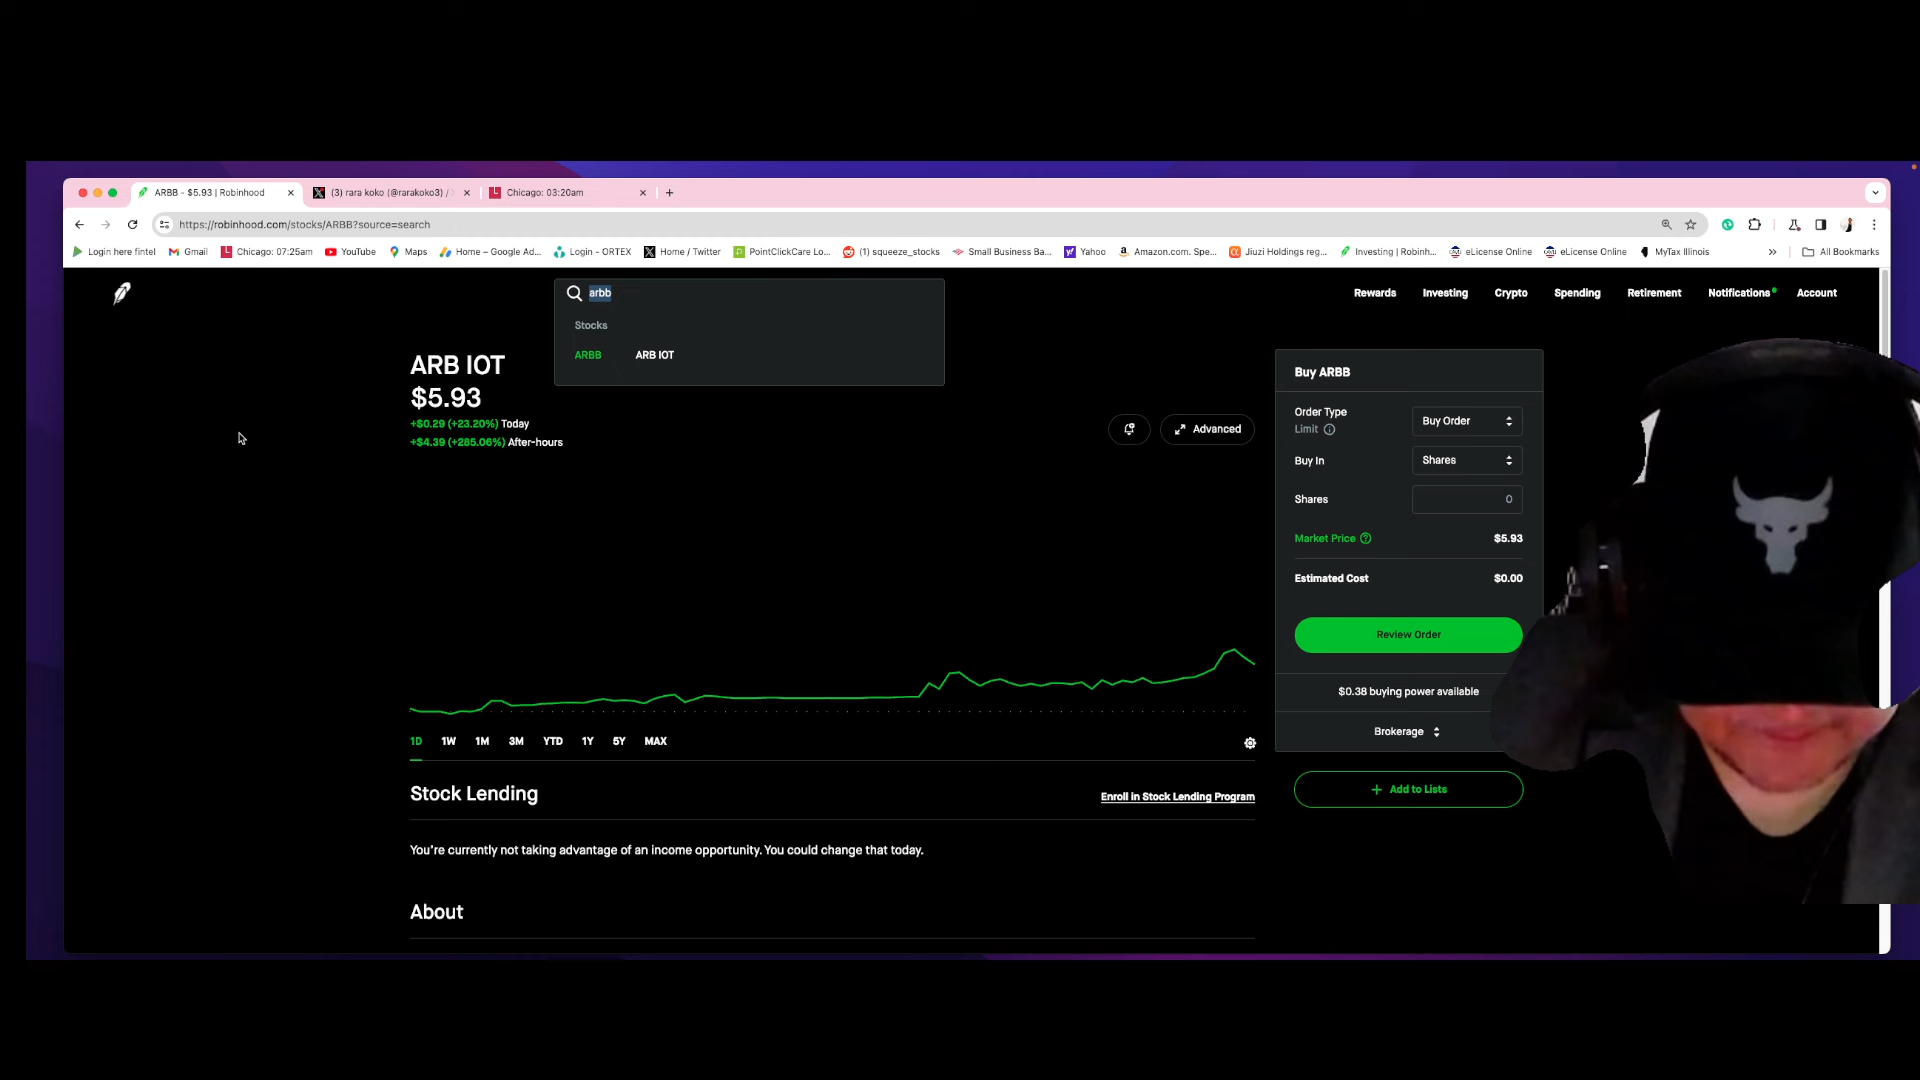 ARBB - $5.93 | Robinhood
(3) rara koko (@rarakoko3) /
Chicago: 03:20am
https://robinhood.com/stocks/ARBB?source=search
Login here fintel
Gmail
Chicago: 07:25am
YouTube
Maps
Home – Google Ad...
Login - ORTEX
Home / Twitter
PointClickCare Lo...
(1) squeeze_stocks
Small Business Ba...
Yahoo
Amazon.com. Spe...
Jiuzi Holdings reg...
Investing | Robinh...
eLicense Online
eLicense Online
MyTax Illinois
»
All Bookmarks
arbb
Rewards
Investing
Crypto
Spending
Retirement
Notifications
Account
Stocks
ARBB ARB IOT
ARB IOT
$5.93
+$0.29 (+23.20%) Today
+$4.39 (+285.06%) After-hours
Advanced
Buy ARBB
Order Type
Limit
Buy Order
Buy In
Shares
Shares
0
Market Price
$5.93
Estimated Cost
$0.00
Review Order
$0.38 buying power available
Brokerage
Add to Lists
1D 1W 1M 3M YTD 1Y 5Y MAX
Stock Lending
Enroll in Stock Lending Program
You're currently not taking advantage of an income opportunity. You could change that today.
About